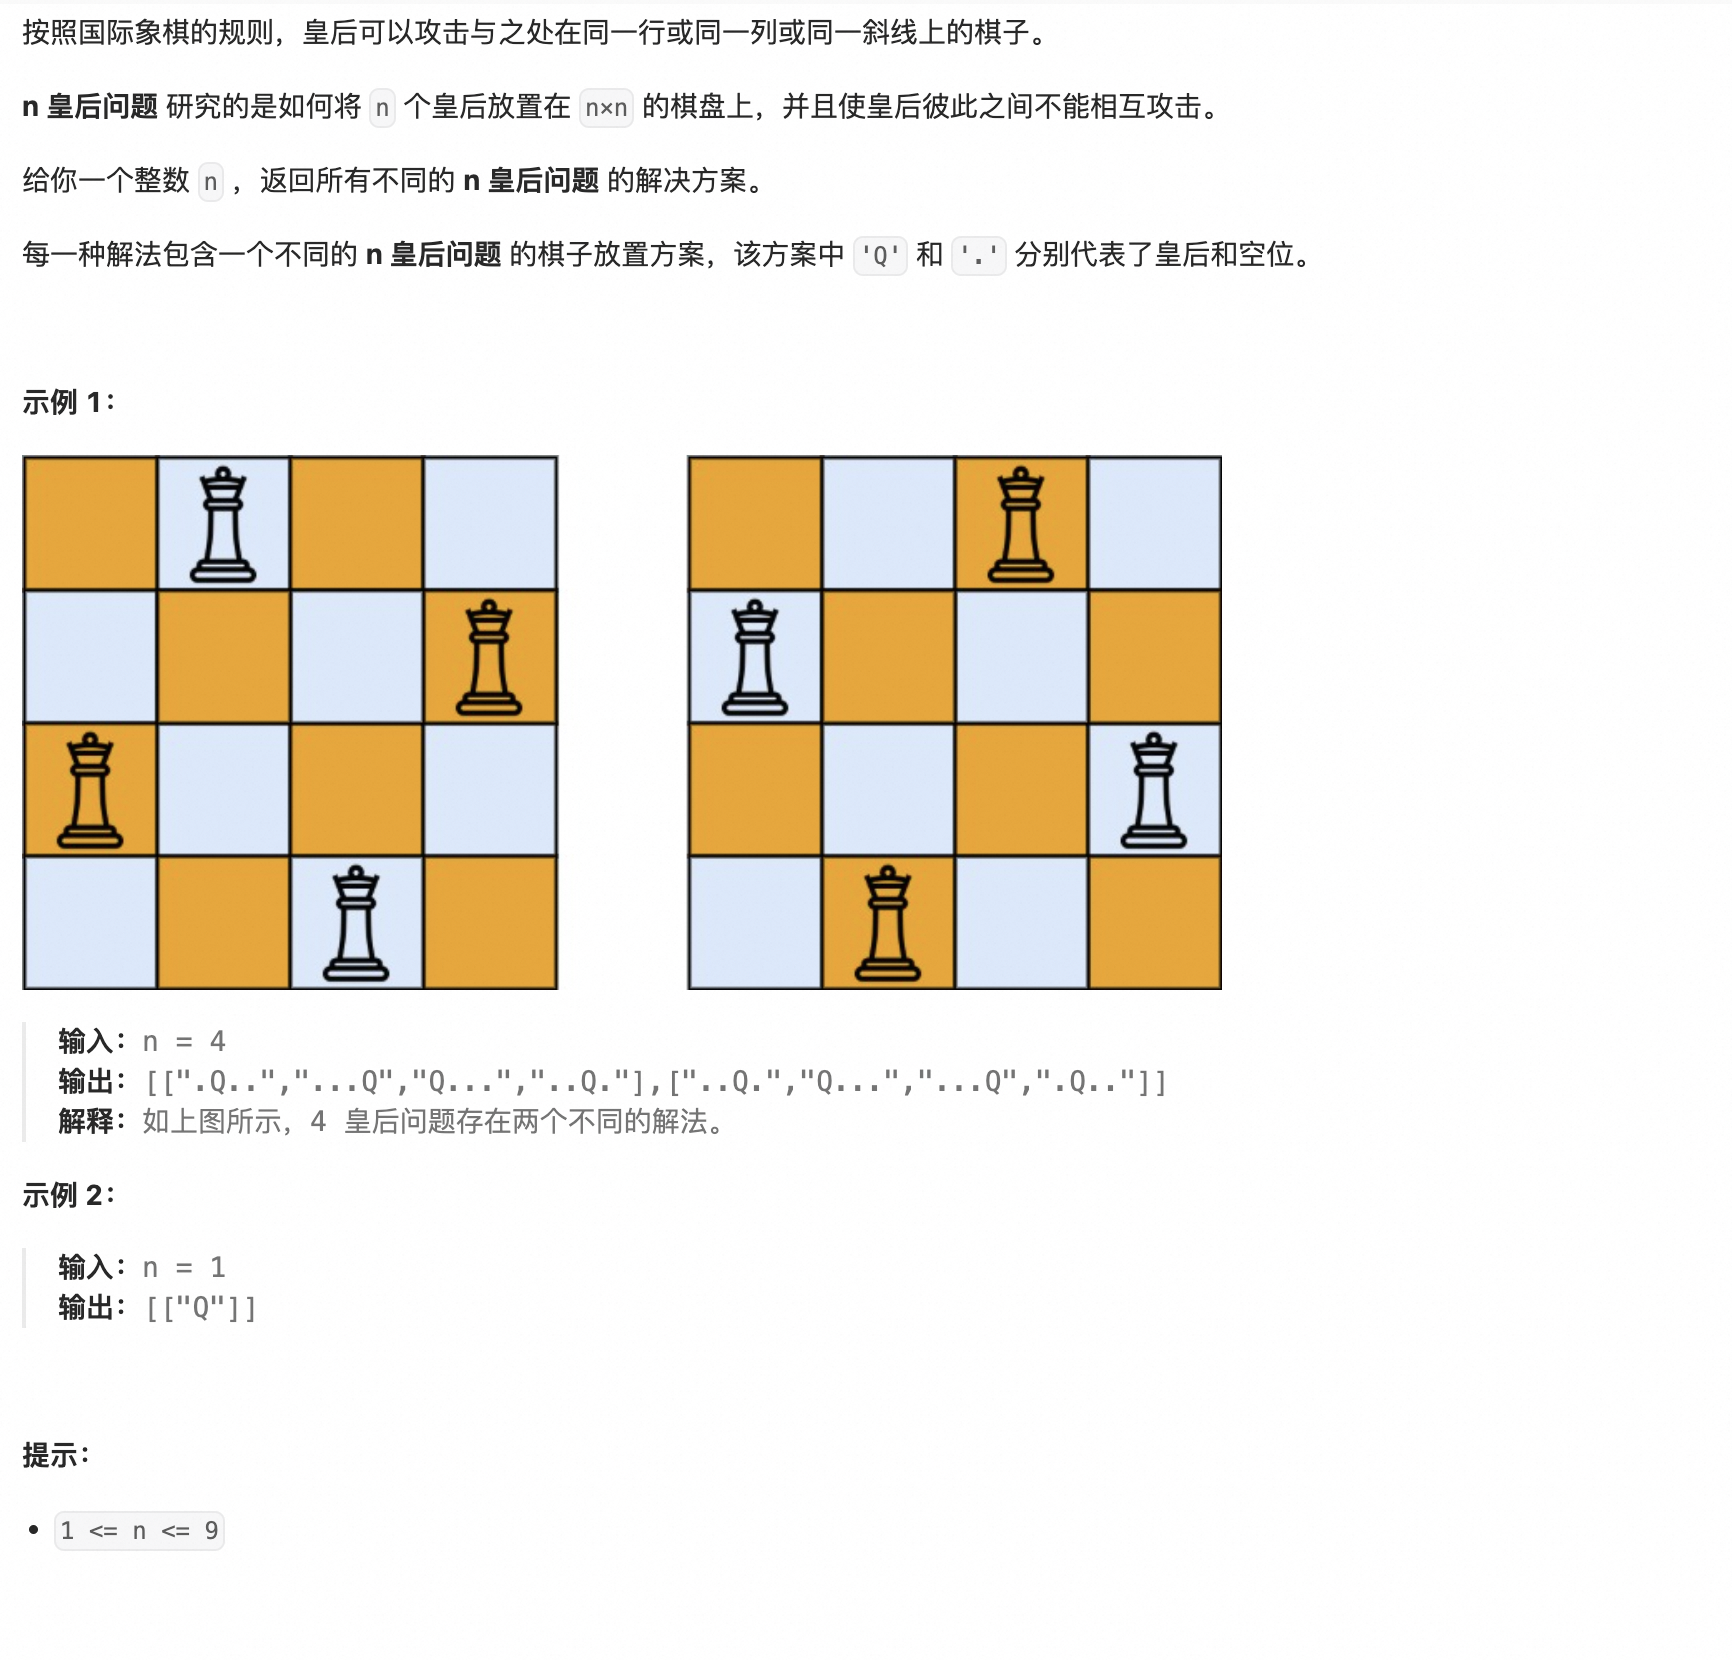 按照国际象棋的规则，皇后可以攻击与之处在同一行或同一列或同一斜线上的棋子。
n 皇后问题 研究的是如何将 n 个皇后放置在 n×n 的棋盘上，并且使皇后彼此之间不能相互攻击。
给你一个整数 n ，返回所有不同的 n 皇后问题 的解决方案。
每一种解法包含一个不同的 n 皇后问题 的棋子放置方案，该方案中 'Q' 和 '.' 分别代表了皇后和空位。
示例 1：
输入：n = 4
输出：[[".Q..","...Q","Q...","..Q."],["..Q.","Q...","...Q",".Q.."]]
解释：如上图所示，4 皇后问题存在两个不同的解法。
示例 2：
输入：n = 1
输出：[["Q"]]
提示：
• 1 <= n <= 9